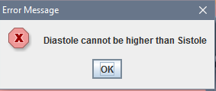 Error Message
Diastole cannot be higher than Sistole
OK